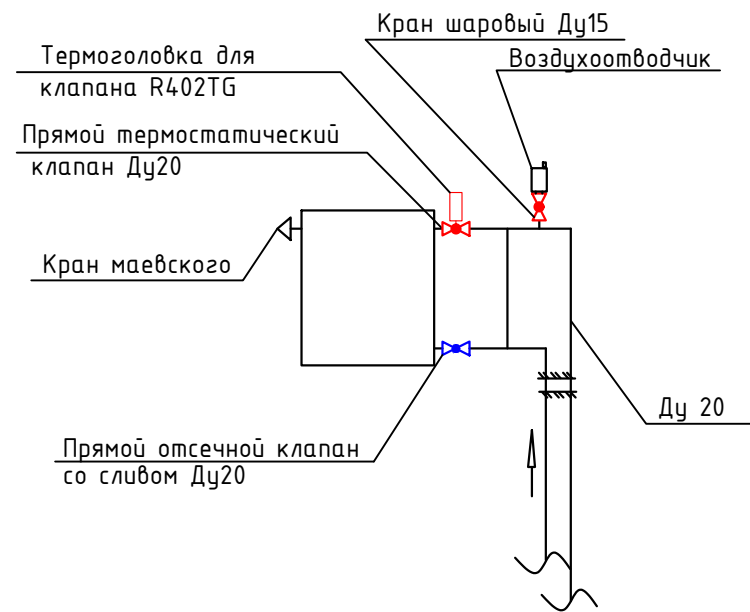 Кран шаровый Ду15
Термоголовка для
клапана R402TG
Воздухоотводчик
Прямой термостатический
клапан Ду20
Кран маевского
Ду 20
Прямой отсечной клапан
со сливом Ду20